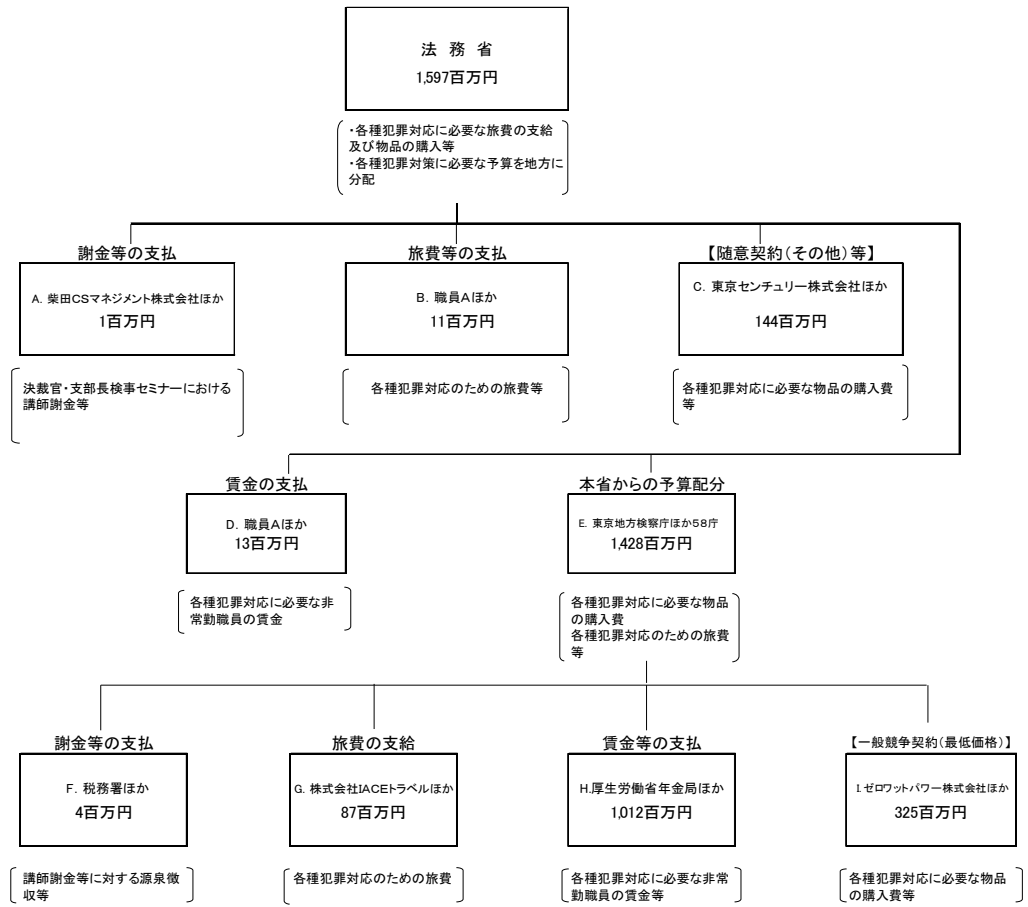 法　務　省
1,597百万円
・各種犯罪対応に必要な旅費の支給
及び物品の購入等
・各種犯罪対策に必要な予算を地方に
分配
謝金等の支払
A. 柴田CSマネジメント株式会社ほか
1百万円
決裁官・支部長検事セミナーにおける
講師謝金等
旅費等の支払
B. 職員Aほか
11百万円
各種犯罪対応のための旅費等
【随意契約（その他）等】
C. 東京センチュリー株式会社ほか
144百万円
各種犯罪対応に必要な物品の購入費
等
賃金の支払
D. 職員Aほか
13百万円
各種犯罪対応に必要な非
常勤職員の賃金
本省からの予算配分
E. 東京地方検察庁ほか58庁
1,428百万円
各種犯罪対応に必要な物品
の購入費
各種犯罪対応のための旅費
等
謝金等の支払
F. 税務署ほか
4百万円
講師謝金等に対する源泉徴
収等
旅費の支給
G. 株式会社IACEトラベルほか
87百万円
各種犯罪対応のための旅費
賃金等の支払
H.厚生労働省年金局ほか
1,012百万円
各種犯罪対応に必要な非常
勤職員の賃金等
【一般競争契約（最低価格）】
I.ゼロワットパワー株式会社ほか
325百万円
各種犯罪対応に必要な物品
の購入費等